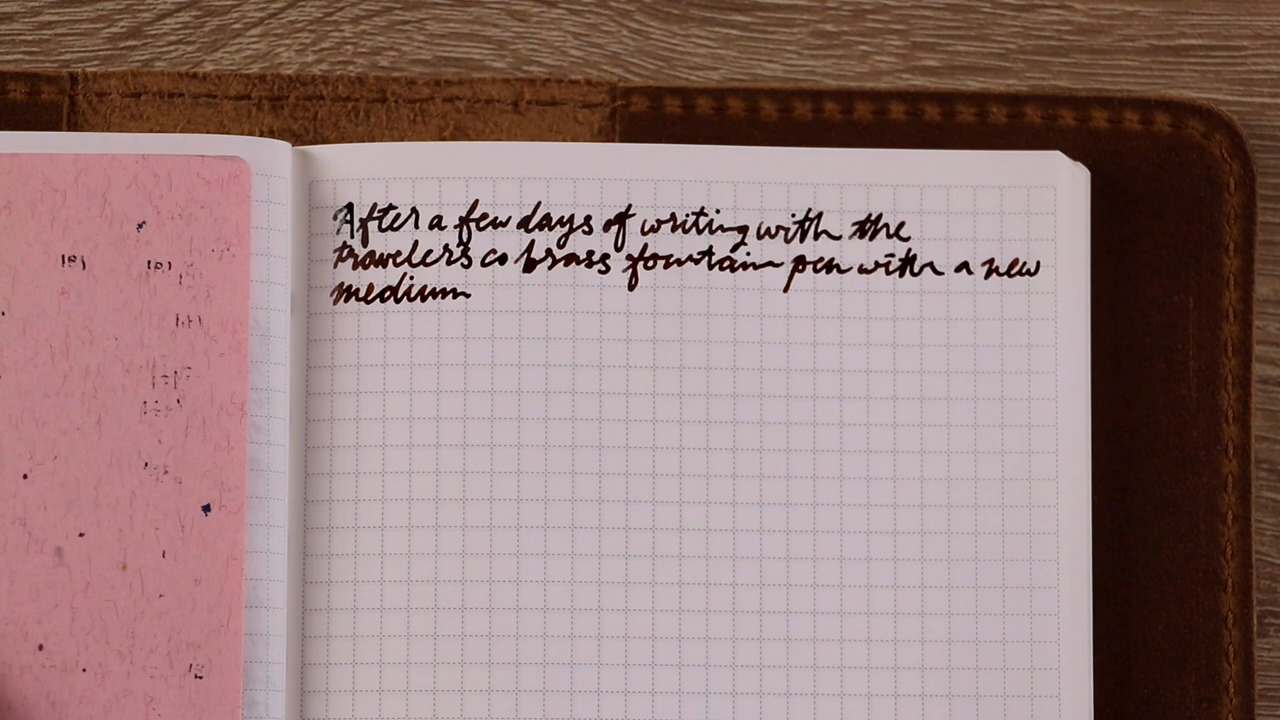 After a few days of writing with the
travelers co brass fountain pen with a new
medium